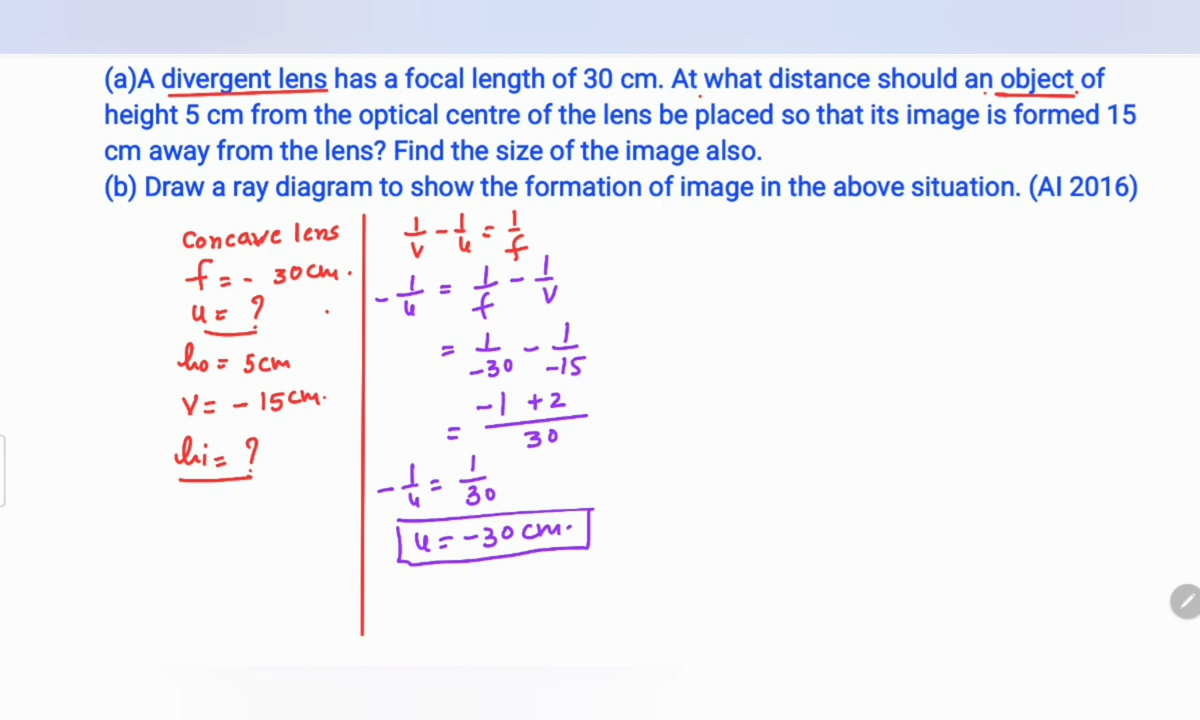 (a)A divergent lens has a focal length of 30 cm. At what distance should an object of
height 5 cm from the optical centre of the lens be placed so that its image is formed 15
cm away from the lens? Find the size of the image also.
(b) Draw a ray diagram to show the formation of image in the above situation. (AI 2016)
Concave lens
f = - 30 cm.
u = ?
ho = 5cm
v = - 15 cm.
hi = ?
1/v - 1/u = 1/f
- 1/u = 1/f - 1/v
= 1/-30 - 1/-15
= -1 +2 / 30
- 1/u = 1/30
u = -30 cm.